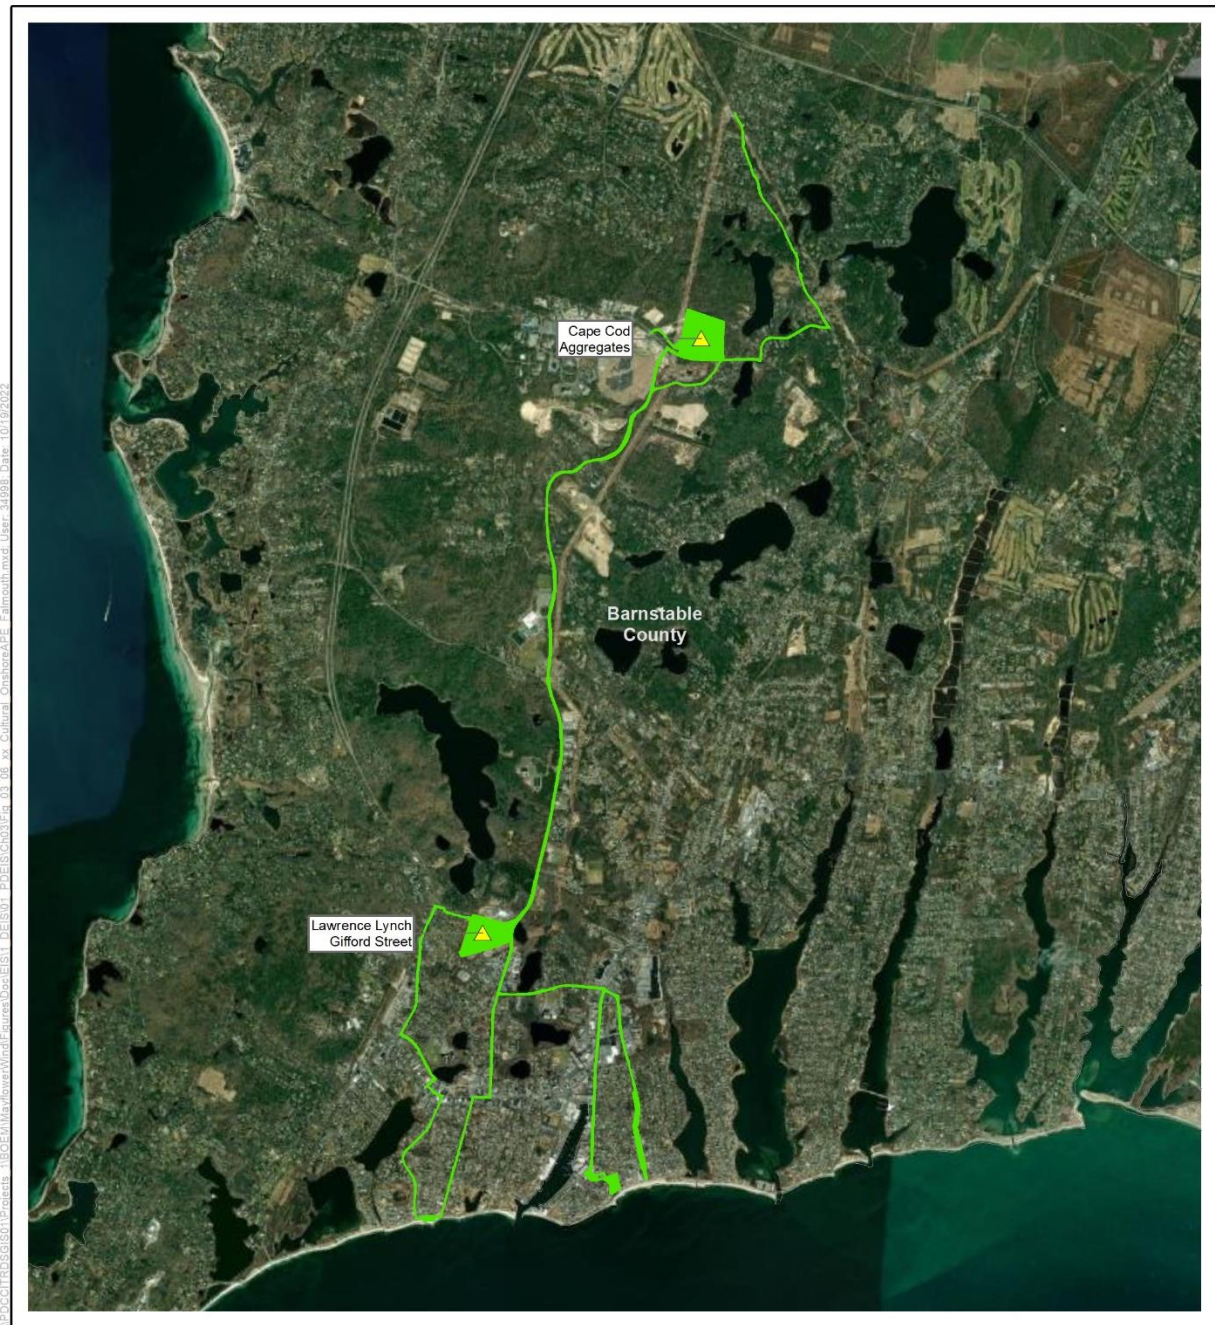 Cape Cod
Aggregates
Barnstable
County
Lawrence Lynch
Gifford Street